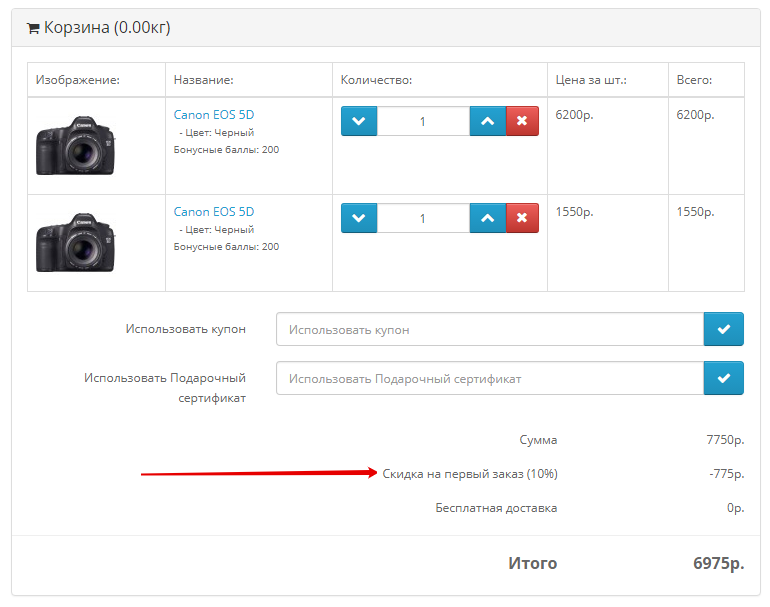 Корзина (0.00кг)
Изображение: Название: Количество: Цена за шт.: Всего:
Canon EOS 5D 1 6200р. 6200р.
- Цвет: Черный
Бонусные баллы: 200
Canon EOS 5D 1 1550р. 1550р.
- Цвет: Черный
Бонусные баллы: 200
Использовать купон Использовать купон
Использовать Подарочный Использовать Подарочный сертификат
сертификат
Сумма 7750р.
Скидка на первый заказ (10%) -775р.
Бесплатная доставка 0р.
Итого 6975р.